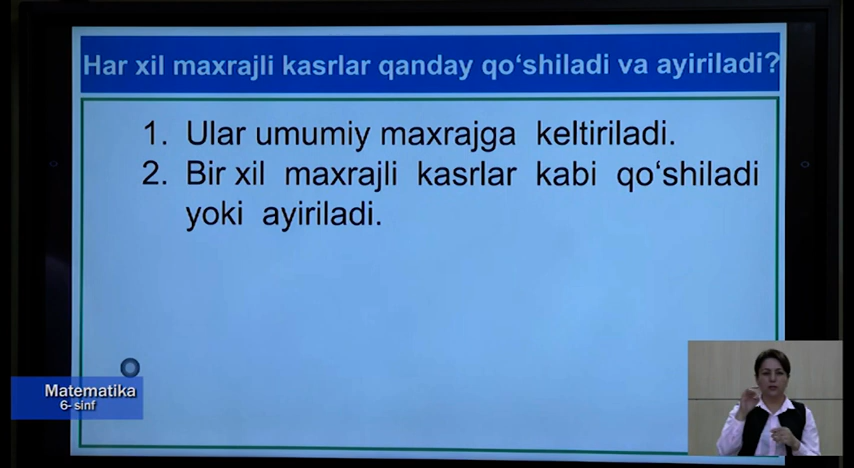 Har xil maxrajli kasrlar qanday qo‘shiladi va ayiriladi?
1. Ular umumiy maxrajga keltiriladi.
2. Bir xil maxrajli kasrlar kabi qo‘shiladi
yoki ayiriladi.
Matematika
6- sinf